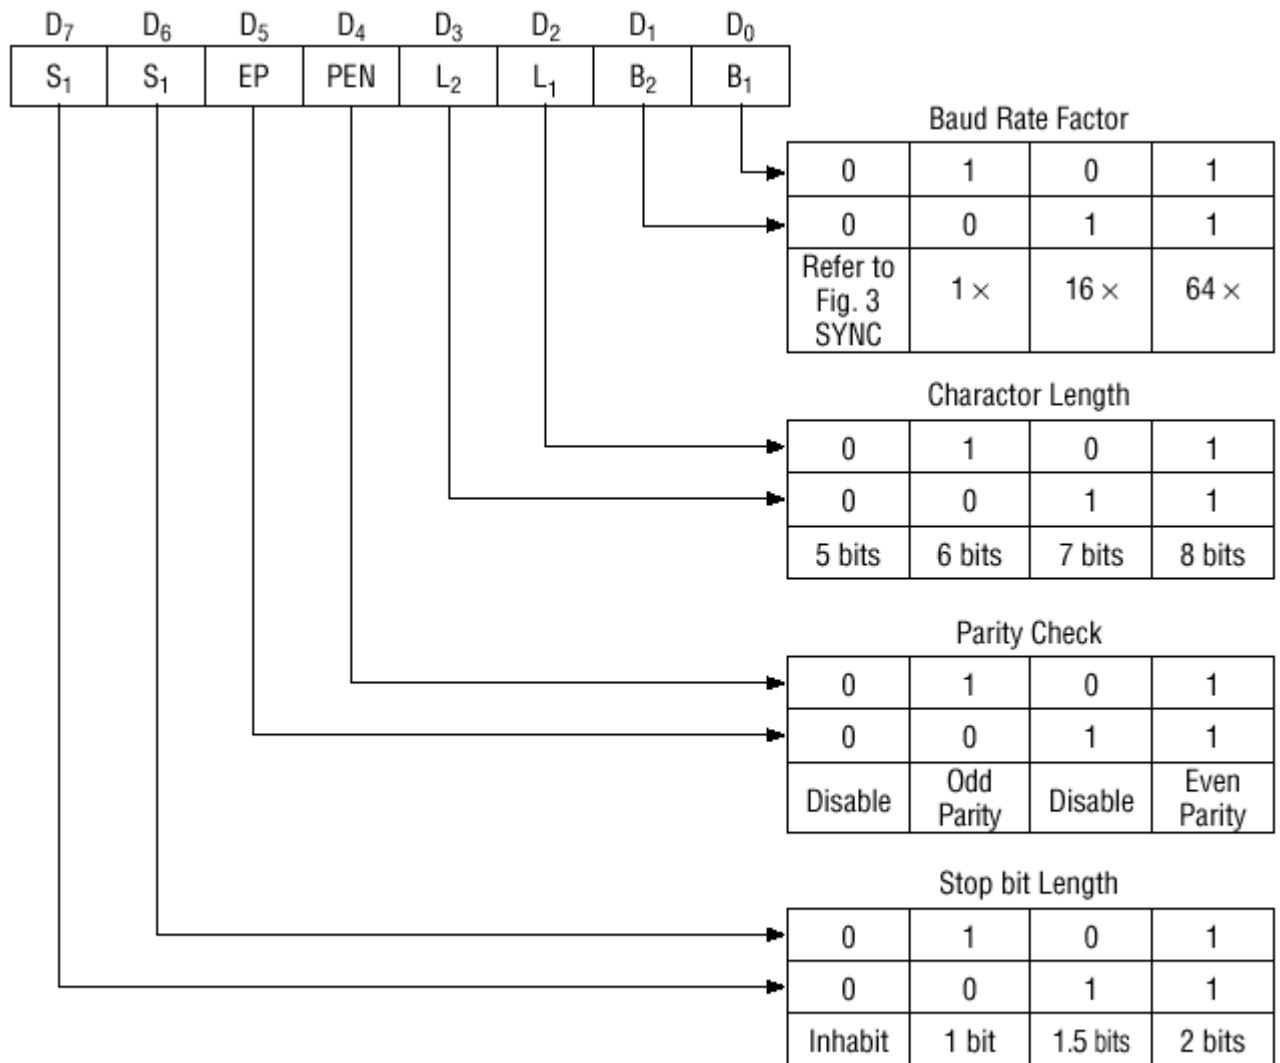 D7 D6 D5 D4 D3 D2 D1 D0
S1 S1 EP PEN L2 L1 B2 B1
Baud Rate Factor
0 1 0 1
0 0 1 1
Refer to
Fig. 3
SYNC
1 × 16 × 64 ×
Charactor Length
0 1 0 1
0 0 1 1
5 bits 6 bits 7 bits 8 bits
Parity Check
0 1 0 1
0 0 1 1
Disable Odd
Parity Disable Even
Parity
Stop bit Length
0 1 0 1
0 0 1 1
Inhabit 1 bit 1.5 bits 2 bits